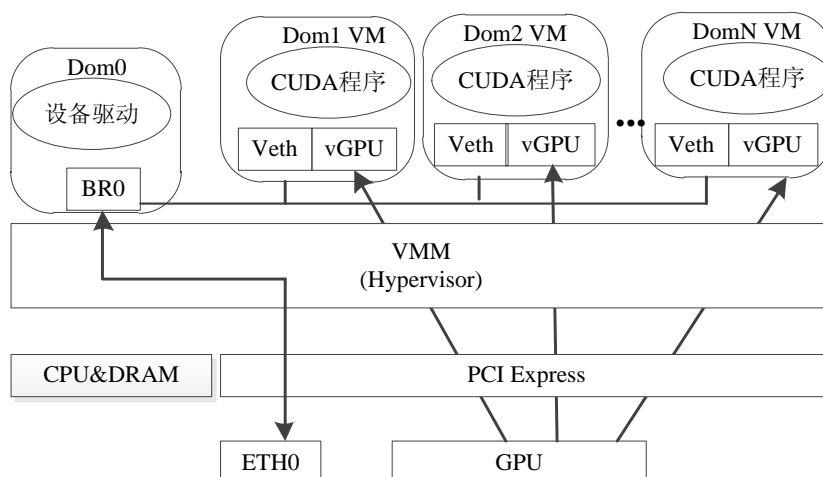 Dom0
设备驱动
BR0
Dom1 VM
CUDA程序
Veth
vGPU
Dom2 VM
CUDA程序
Veth
vGPU
•••
DomN VM
CUDA程序
Veth
vGPU
VMM
(Hypervisor)
CPU&DRAM
PCI Express
ETH0
GPU